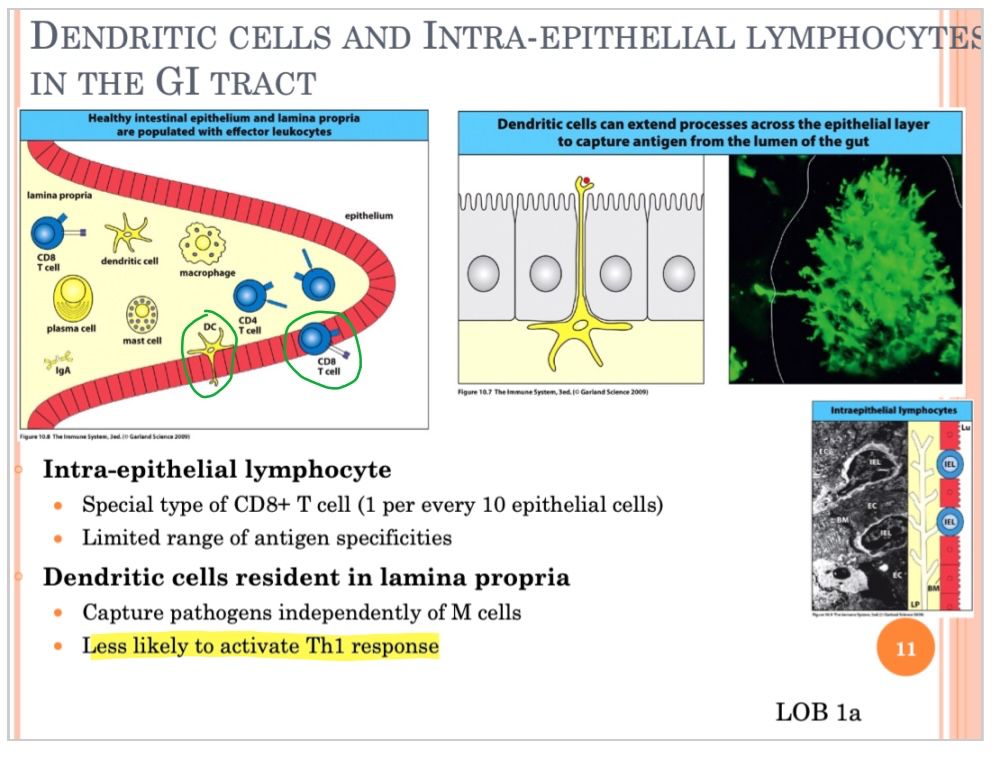 DENDRITIC CELLS AND INTRA-EPITHELIAL LYMPHOCYTES
IN THE GI TRACT
Healthy intestinal epithelium and lamina propria
are populated with effector leukocytes
lamina propria
epithelium
CD8
T cell
dendritic cell
macrophage
plasma cell
mast cell
CD4
T cell
DC
CD8
T cell
IgA
Figure 10.8 The Immune System, 3ed. (© Garland Science 2009)
Dendritic cells can extend processes across the epithelial layer
to capture antigen from the lumen of the gut
Figure 10.7 The Immune System, 3ed. (© Garland Science 2009)
Intraepithelial lymphocytes
EC
IEL
EC
BM
IEL
EC
Lu
IEL
IEL
BM
LP
Intra-epithelial lymphocyte
Special type of CD8+ T cell (1 per every 10 epithelial cells)
Limited range of antigen specificities
Dendritic cells resident in lamina propria
Capture pathogens independently of M cells
Less likely to activate Th1 response
11
LOB 1a